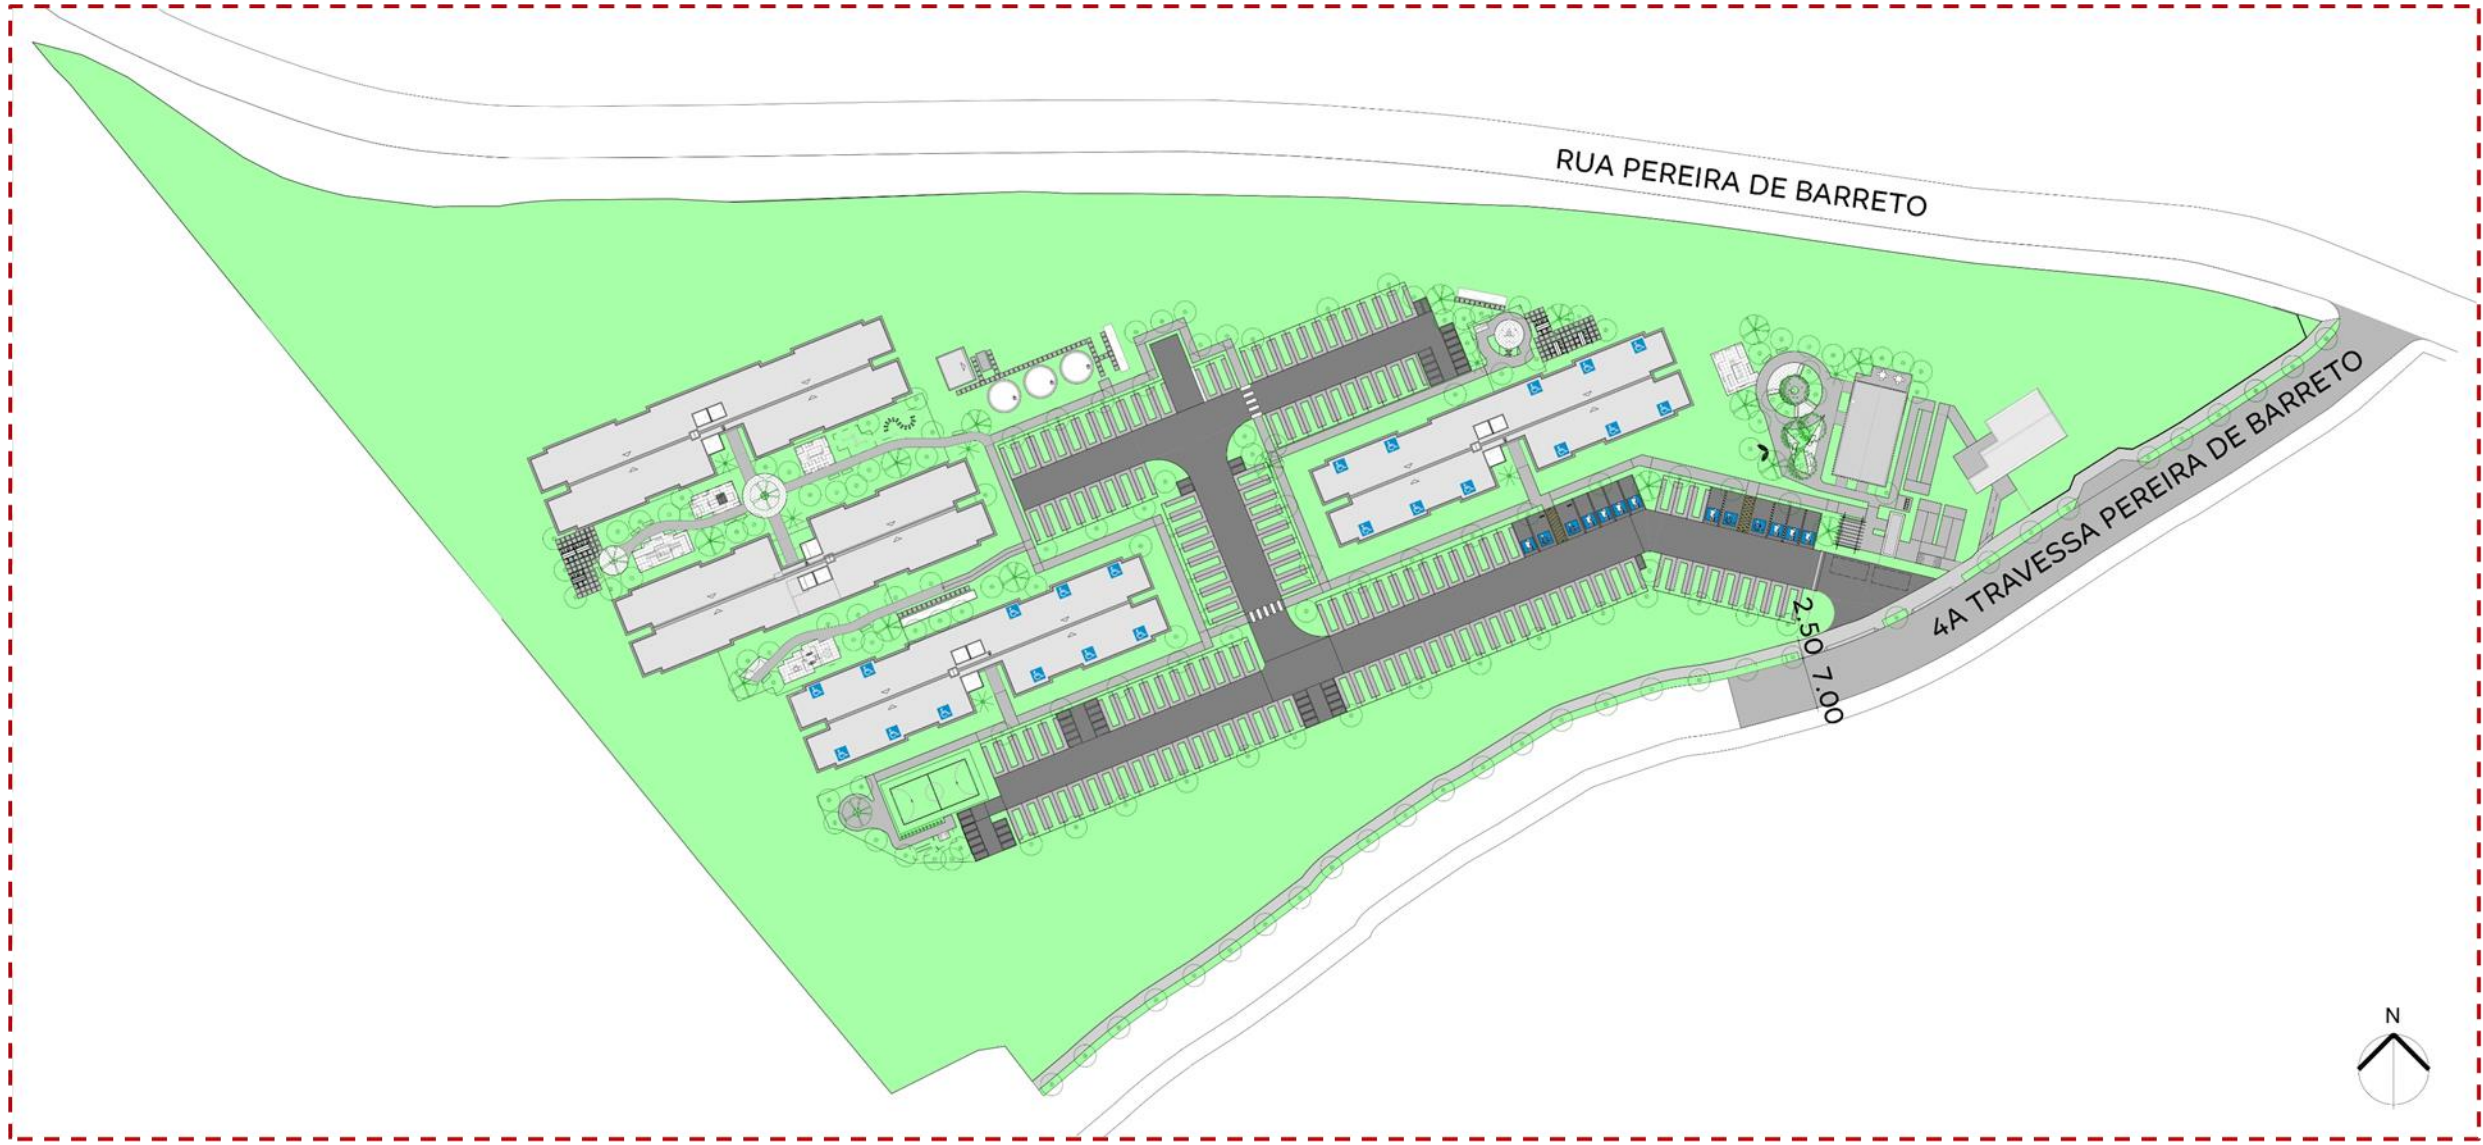 RUA PEREIRA DE BARRETO
4A TRAVESSA PEREIRA DE BARRETO
2.50
7.00
N